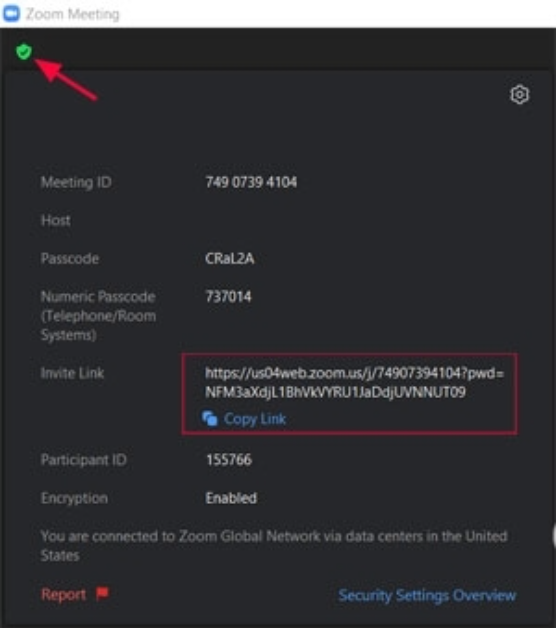 Zoom Meeting
Meeting ID 749 0739 4104
Host
Passcode CRaL2A
Numeric Passcode 737014
(Telephone/Room
Systems)
Invite Link https://us04web.zoom.us/j/74907394104?pwd=
NFM3aXdjL1BhVkVYRU1JaDdjUVNNUT09
Copy Link
Participant ID 155766
Encryption Enabled
You are connected to Zoom Global Network via data centers in the United
States
Report Security Settings Overview